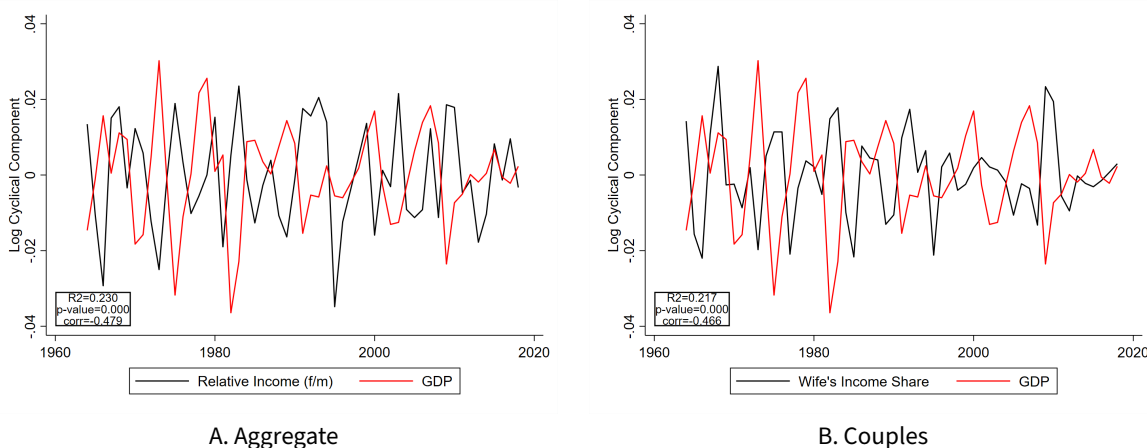 Log Cyclical Component
.04
.02
0
-.02
-.04
R2=0.230
p-value=0.000
corr=-0.479
1960
1980
2000
2020
Relative Income (f/m)
GDP
A. Aggregate
Log Cyclical Component
.04
.02
0
-.02
-.04
R2=0.217
p-value=0.000
corr=-0.466
1960
1980
2000
2020
Wife's Income Share
GDP
B. Couples